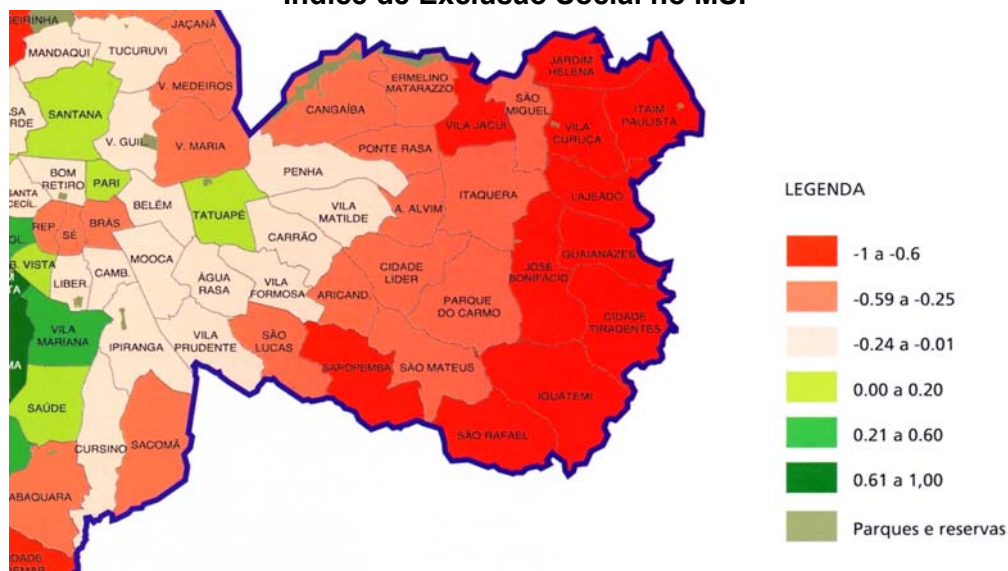 Índice de Exclusão Social no MSP
JAÇANÃ
MANDAQUI
TUCURUVI
V. MEDEIROS
SANTANA
V. GUIL.
V. MARIA
CANGAÍBA
ERMELINO
MATARAZZO
VILA JACUÍ
SÃO
MIGUEL
JARDIM
HELENA
VILA
CURUÇA
ITAIM
PAULISTA
BOM
RETIRO
PARI
BELÉM
TATUAPÉ
PENHA
PONTE RASA
VILA
MATILDE
A. ALVIM
ITAQUERA
LAJEADO
REP.
SÉ
BRÁS
MOOCA
CARRÃO
GUAIANAZES
JOSÉ
BONIFÁCIO
B. VISTA
LIBER.
CAMB.
ÁGUA
RASA
VILA
FORMOSA
ARICAND.
CIDADE
LÍDER
PARQUE
DO CARMO
CIDADE
TIRADENTES
VILA
MARIANA
IPIRANGA
VILA
PRUDENTE
SÃO
LUCAS
SAPOPEMBA
SÃO MATEUS
IGUATEMI
SAÚDE
CURSINO
SACOMÃ
SÃO RAFAEL
ABAQUARA
LEGENDA
-1 a -0.6
-0.59 a -0.25
-0.24 a -0.01
0.00 a 0.20
0.21 a 0.60
0.61 a 1,00
Parques e reservas